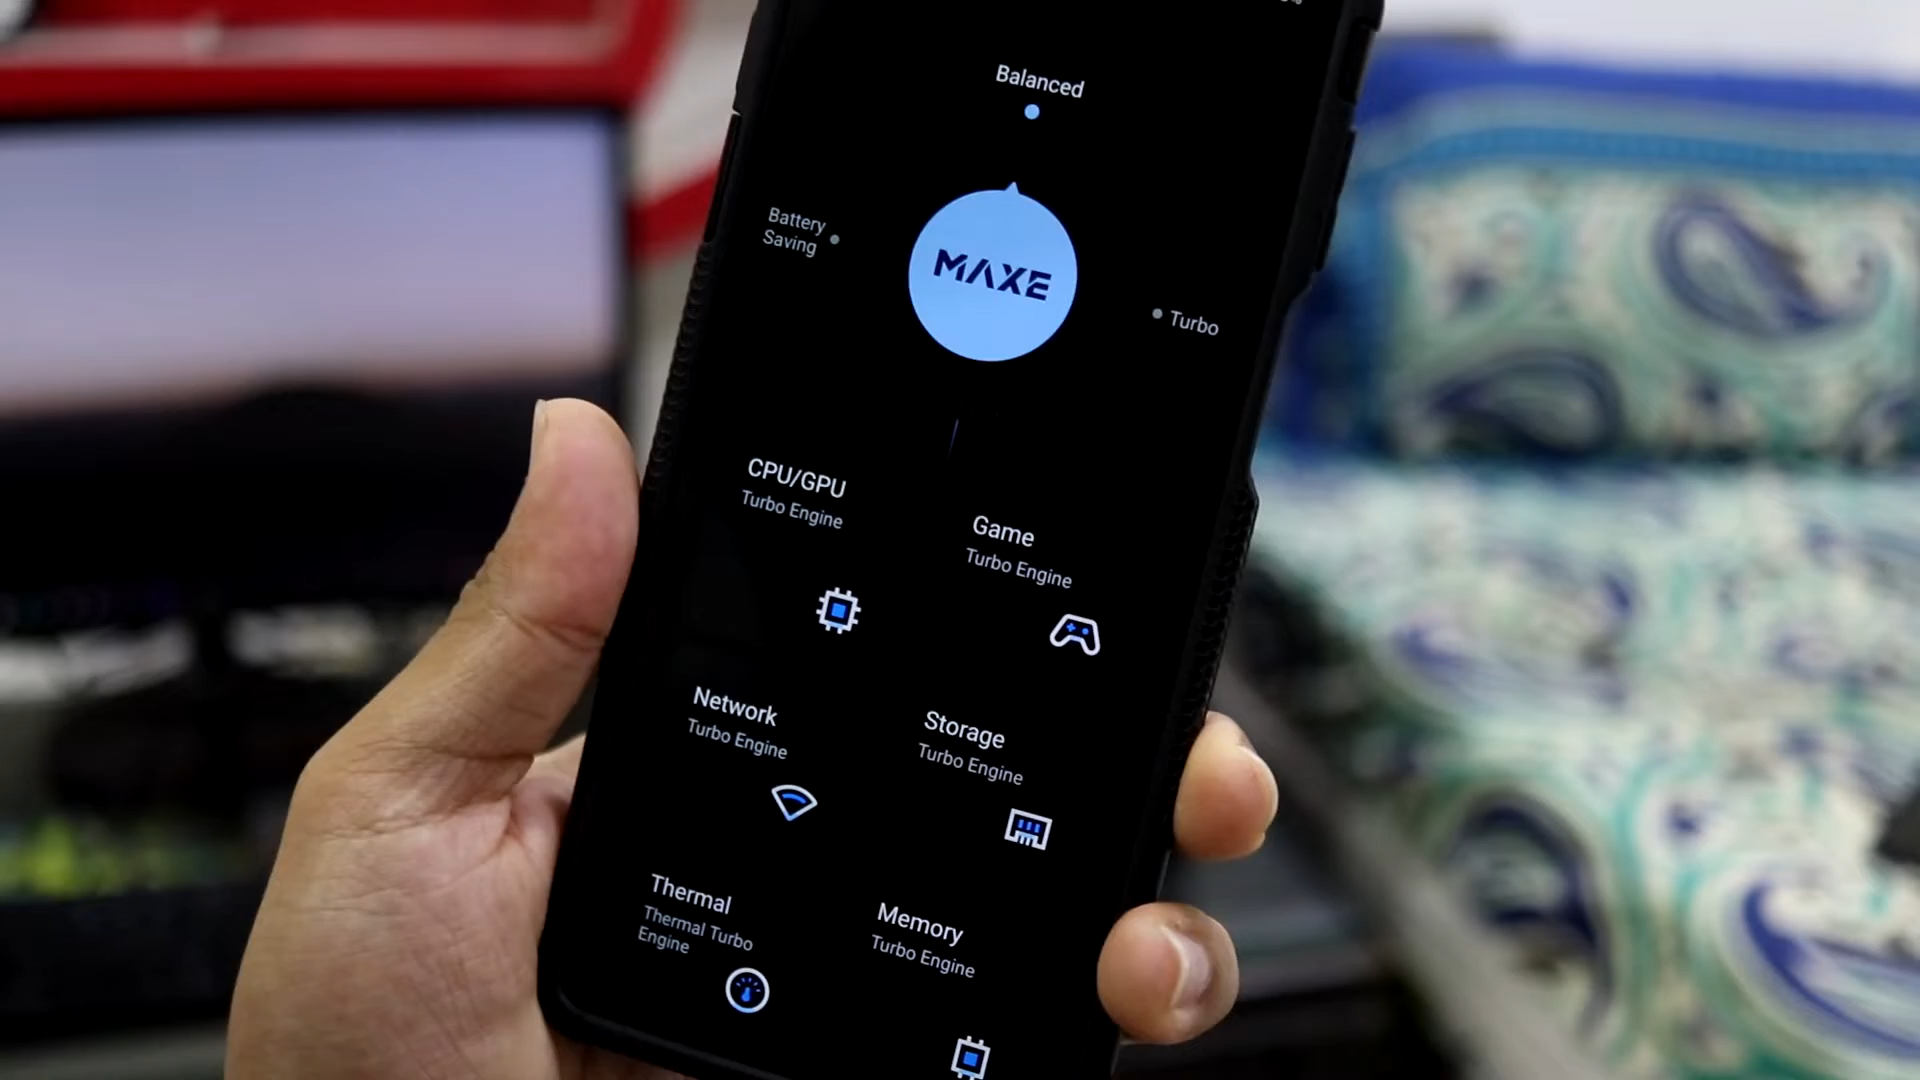 Balanced
Battery
Saving
MAXE
Turbo
CPU/GPU
Turbo Engine
Game
Turbo Engine
Network
Turbo Engine
Storage
Turbo Engine
Thermal
Thermal Turbo
Engine
Memory
Turbo Engine